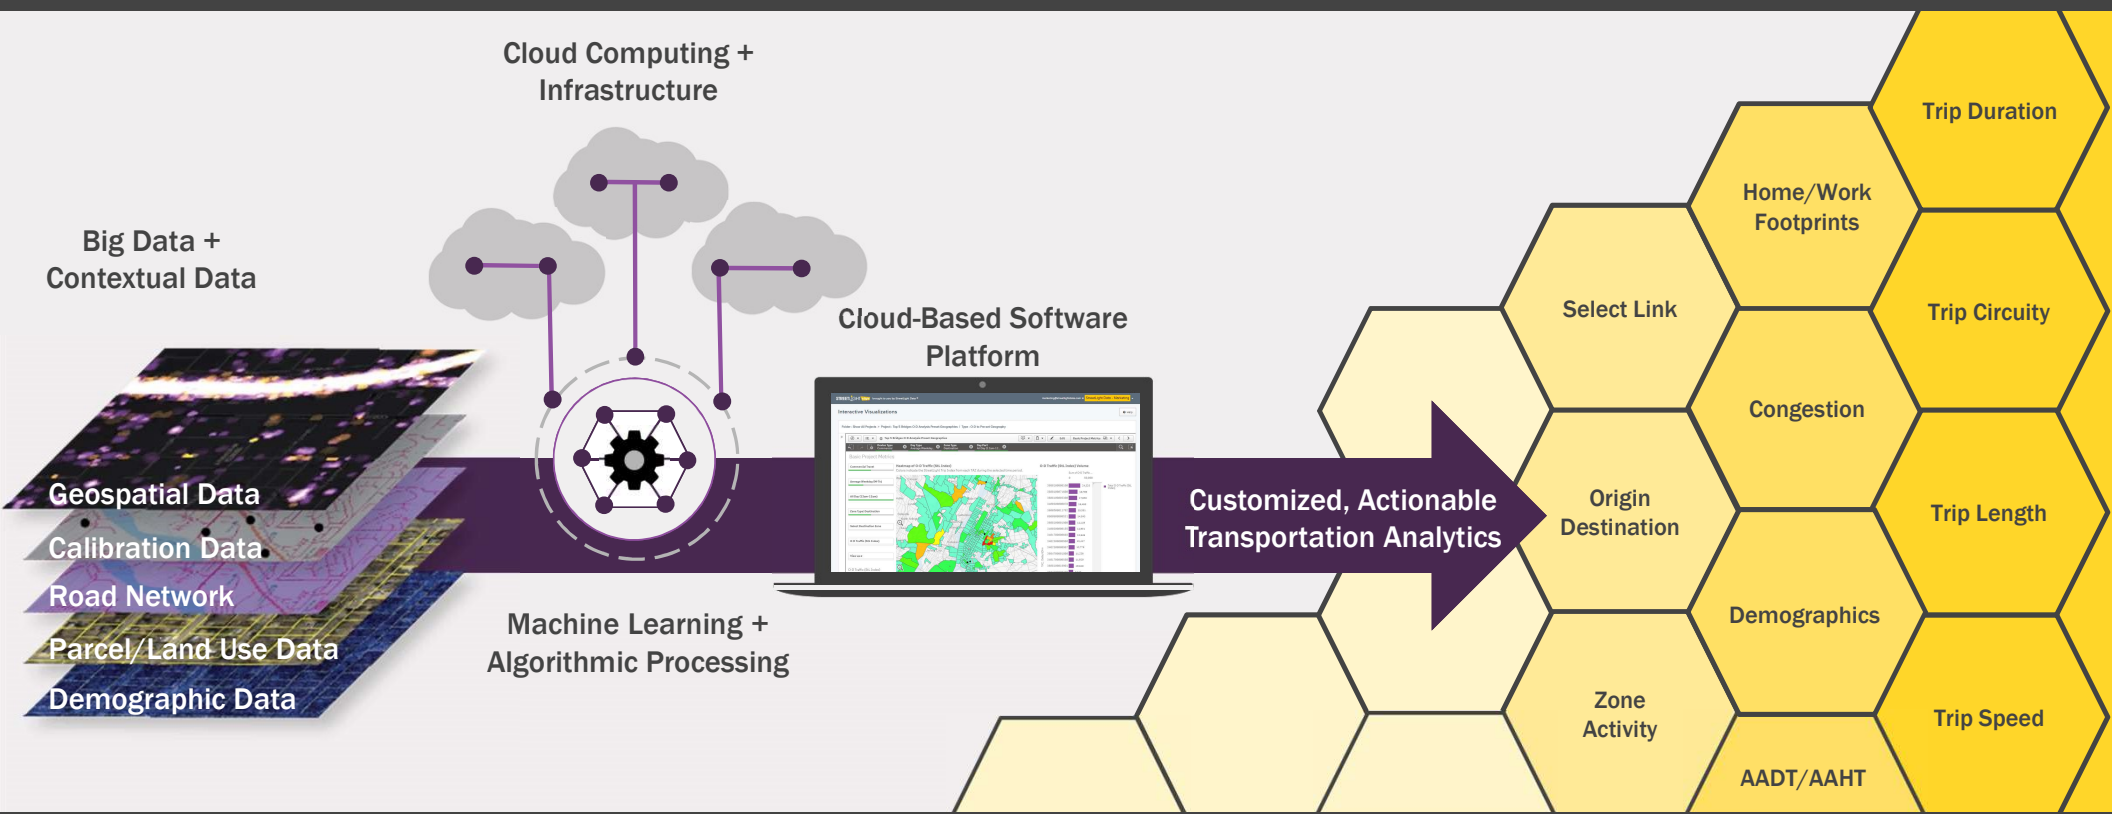 Cloud Computing +
Infrastructure
Big Data +
Contextual Data
Cloud-Based Software
Platform
Interactive Visualizations
Geospatial Data
Calibration Data
Road Network
Parcel/Land Use Data
Demographic Data
Machine Learning +
Algorithmic Processing
Customized, Actionable
Transportation Analytics
Select Link
Origin
Destination
Zone
Activity
Home/Work
Footprints
Congestion
Demographics
AADT/AAHT
Trip Duration
Trip Circuity
Trip Length
Trip Speed